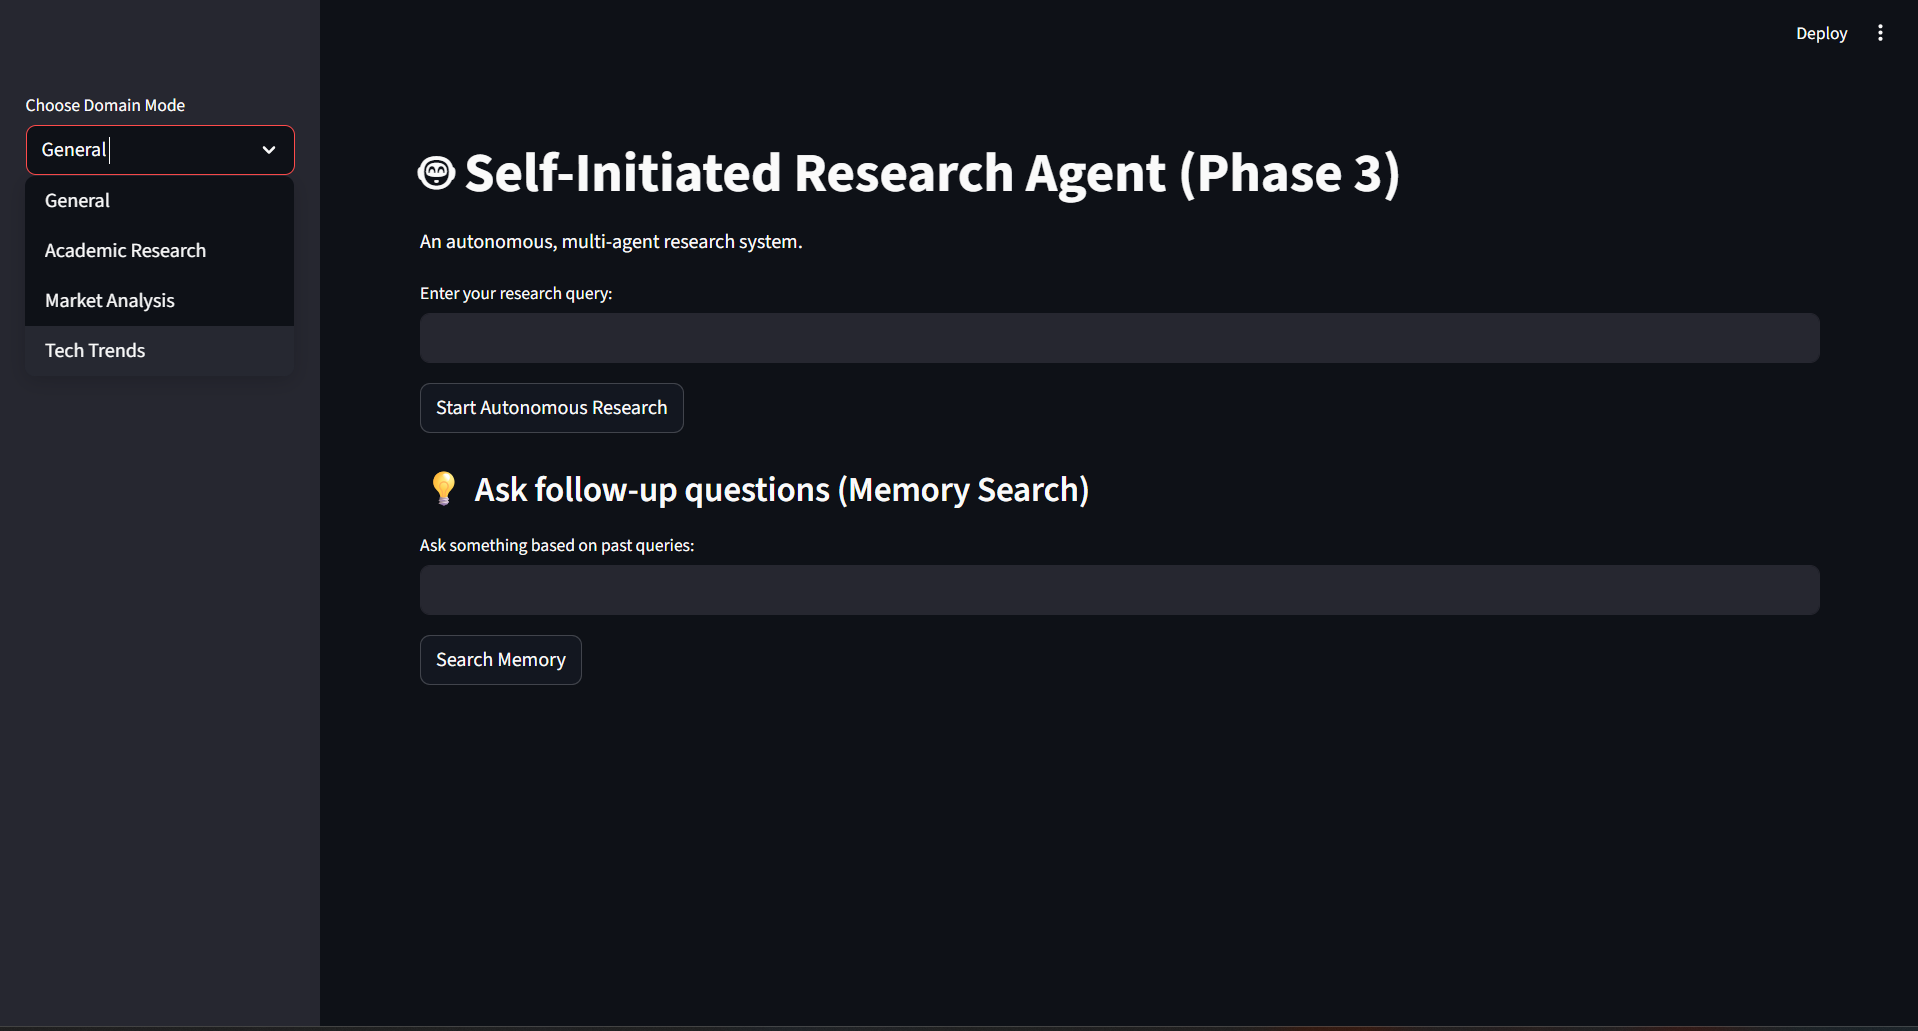 Deploy
Choose Domain Mode
General
General
Academic Research
Market Analysis
Tech Trends
Self-Initiated Research Agent (Phase 3)
An autonomous, multi-agent research system.
Enter your research query:
Start Autonomous Research
Ask follow-up questions (Memory Search)
Ask something based on past queries:
Search Memory